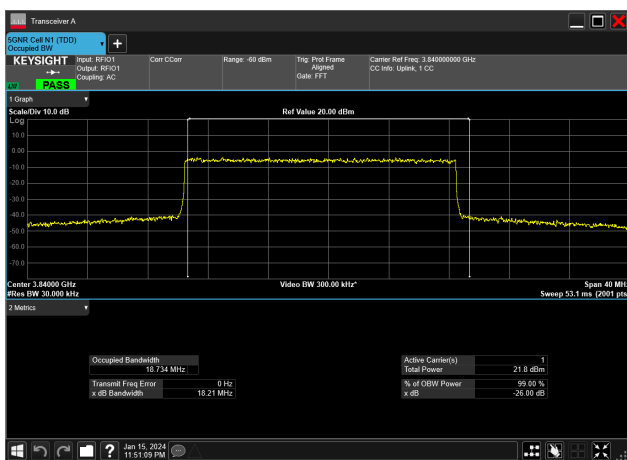 Transceiver A
5GNR Cell N1 (TDD)
Occupied BW
KEYSIGHT
LXI
PASS
Input: RFIO1
Output: RFIO1
Coupling: AC
Corr CCorr
Range: -60 dBm
Trig: Prot Frame
Aligned
Gate: FFT
Carrier Ref Freq: 3.840000000 GHz
CC Info: Uplink, 1 CC
1 Graph
Scale/Div 10.0 dB
Ref Value 20.00 dBm
Log
10.0
0.00
-10.0
-20.0
-30.0
-40.0
-50.0
-60.0
-70.0
Center 3.84000 GHz
Video BW 300.00 kHz*
Span 40 MH
#Res BW 30.000 kHz
Sweep 53.1 ms (2001 pts
2 Metrics
Occupied Bandwidth
18.734 MHz
Transmit Freq Error 0 Hz
x dB Bandwidth 18.21 MHz
Active Carrier(s) 1
Total Power 21.8 dBm
% of OBW Power 99.00 %
x dB -26.00 dB
Jan 15, 2024
11:51:09 PM